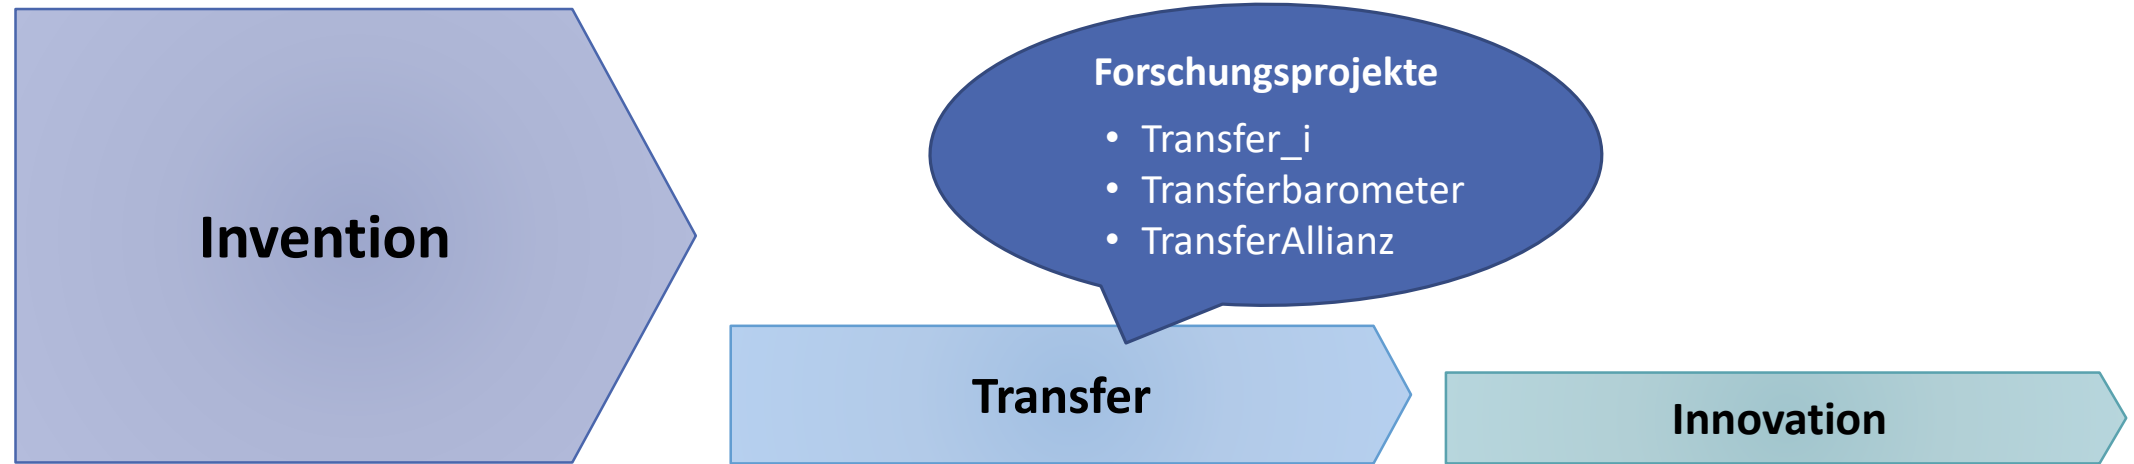 Invention
Forschungsprojekte
• Transfer_i
• Transferbarometer
• TransferAllianz
Transfer
Innovation